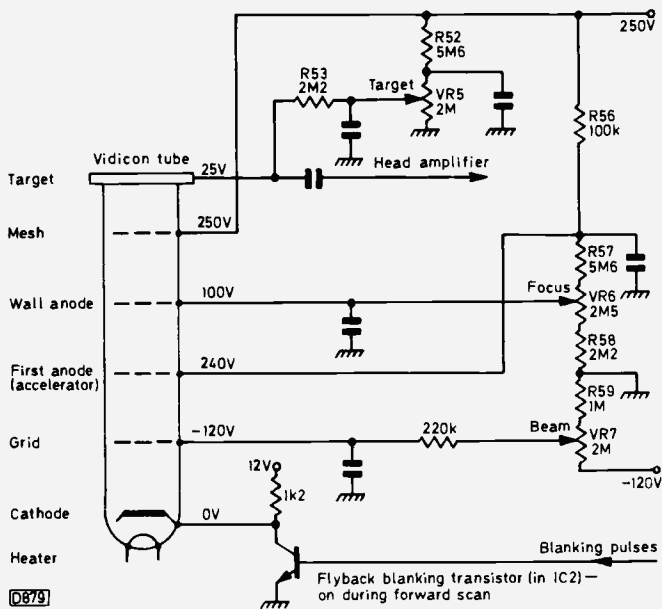 R52
5M6
250V
R53
2M2
Target
VR5
2M
R56
100k
Vidicon tube
Target
25V
Head amplifier
Mesh
250V
R57
5M6
Wall anode
100V
Focus
VR6
2M5
R58
2M2
First anode
(accelerator)
240V
R59
1M
Grid
-120V
220k
Beam
VR7
2M
-120V
12V
1k2
Cathode
0V
Heater
Blanking pulses
Flyback blanking transistor (in IC2)—
on during forward scan
D879